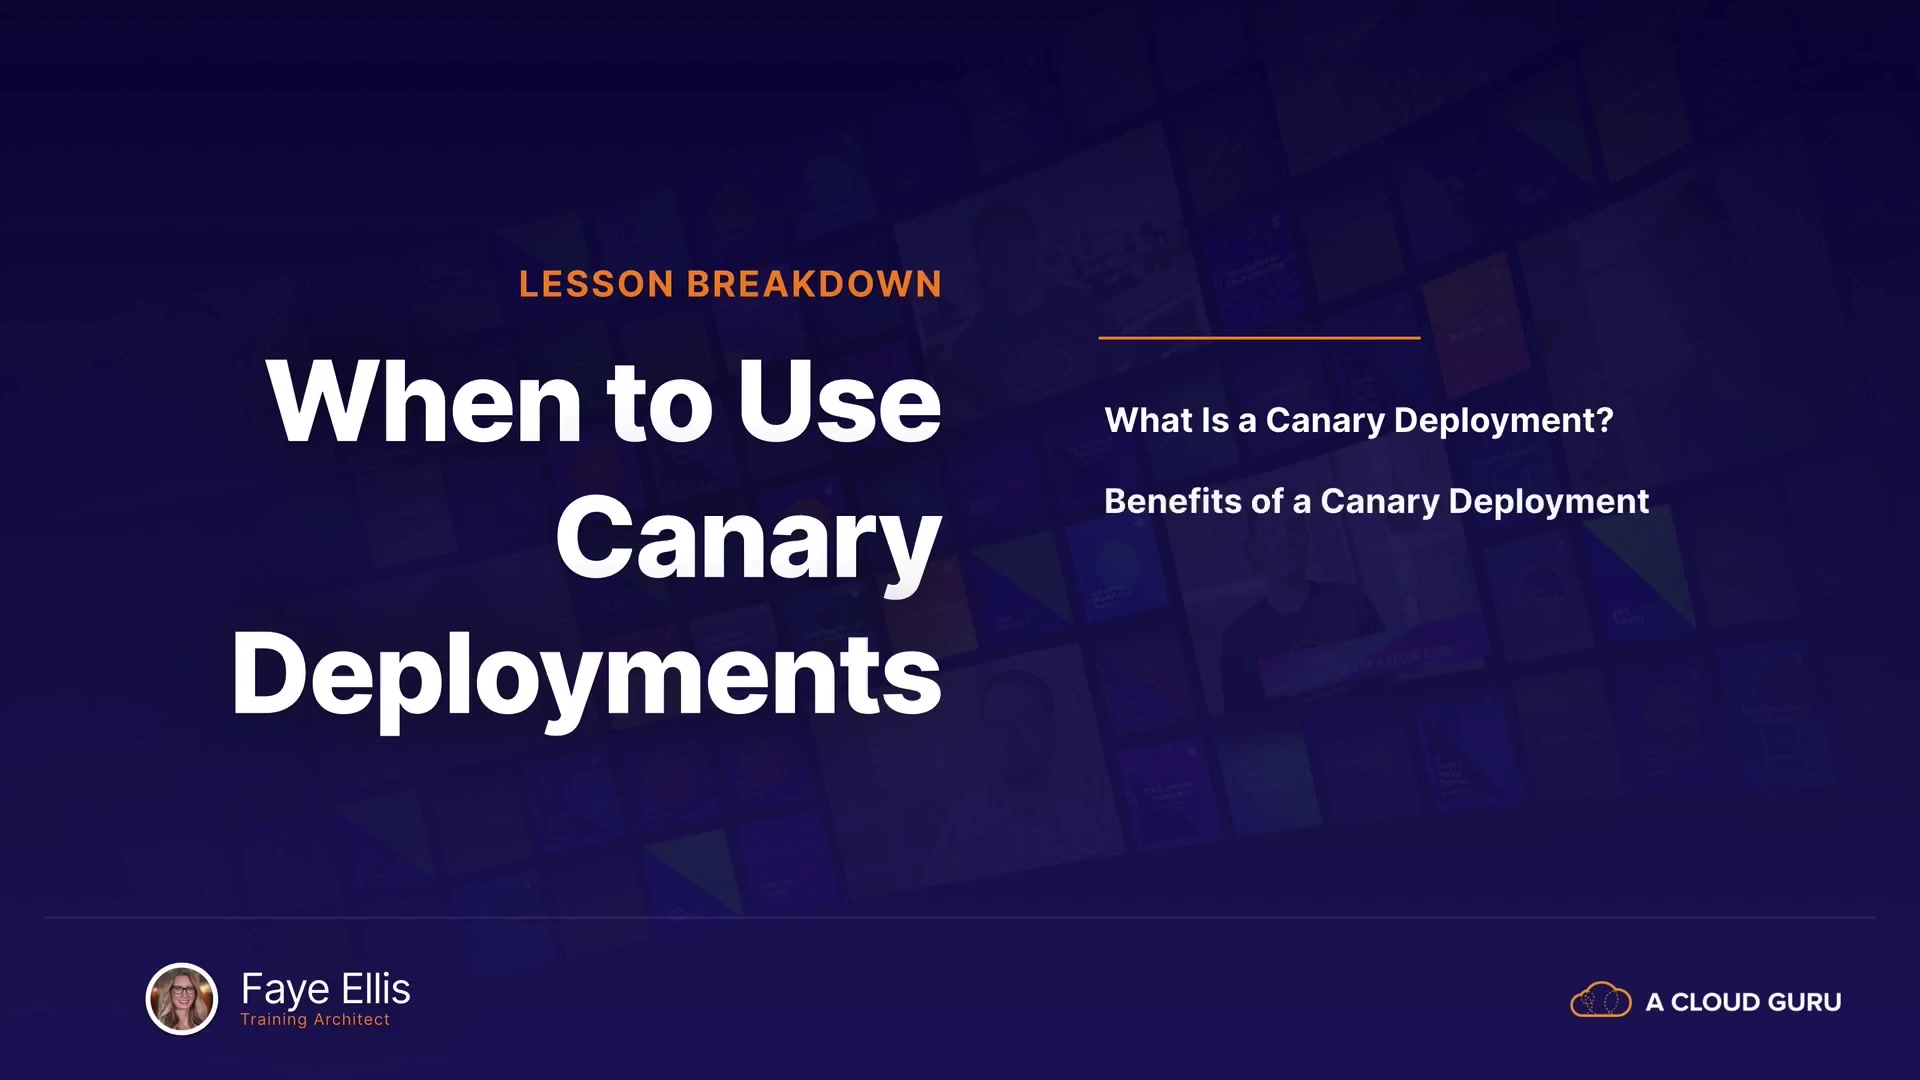 LESSON BREAKDOWN
When to Use
Canary
Deployments
What Is a Canary Deployment?
Benefits of a Canary Deployment
Faye Ellis
Training Architect
A CLOUD GURU